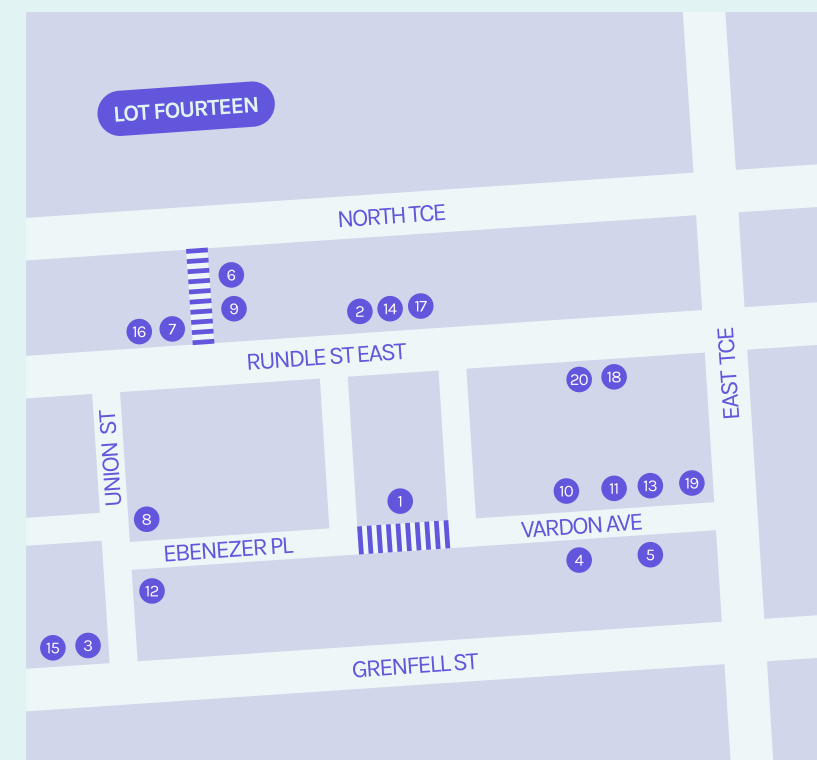 LOT FOURTEEN
NORTH TCE
6
9
16
7
2
14
17
RUNDLE ST EAST
EAST TCE
20
18
UNION ST
8
1
10
11
13
19
EBENEZER PL
VARDON AVE
4
5
12
15
3
GRENFELL ST